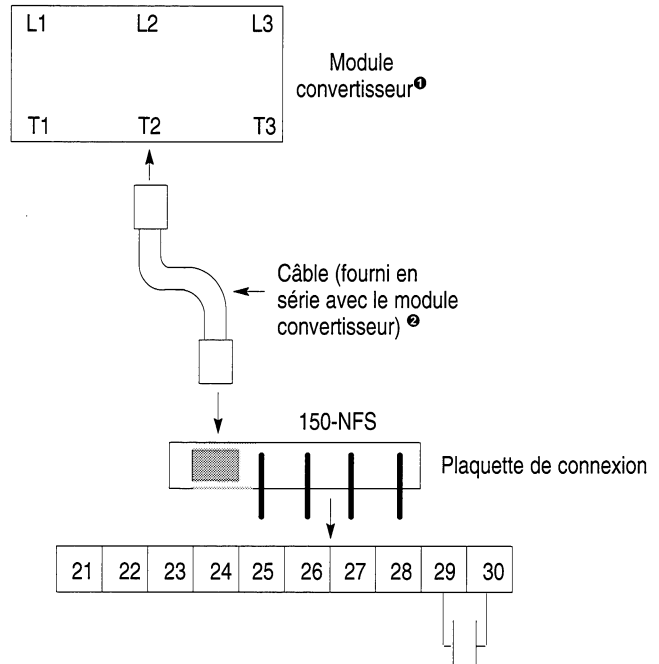 L1 L2 L3
Module
convertisseur❶
T1 T2 T3
Câble (fourni en
série avec le module
convertisseur) ❷
150-NFS
Plaquette de connexion
21 22 23 24 25 26 27 28 29 30